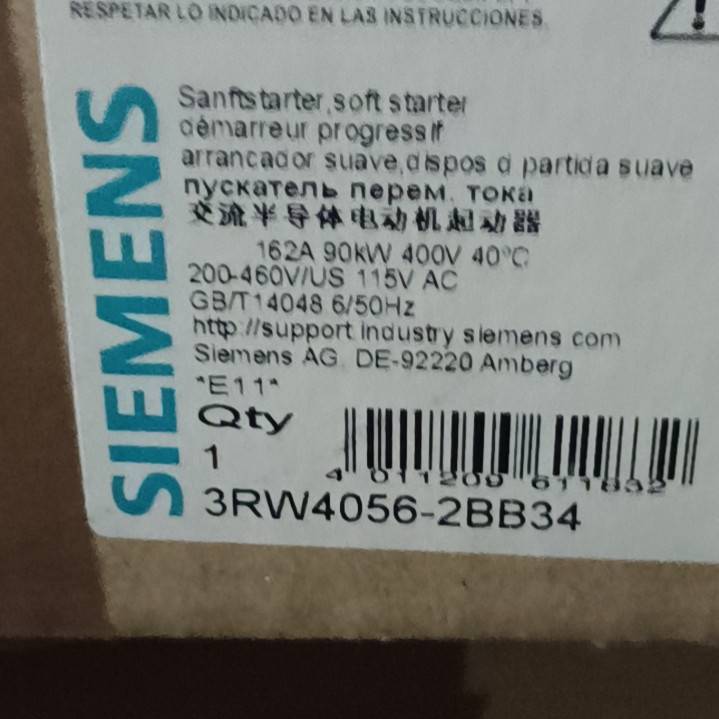 RESPETAR LO INDICADO EN LAS INSTRUCCIONES.
SIEMENS
Sanftstarter,soft starter
démarreur progressif
arrancador suave,dispos d partida suave
пускатель перем. тока
交流半导体电动机起动器
162A 90kW 400V 40°C
200-460V/US 115V AC
GB/T14048 6/50Hz
http://support industry siemens com
Siemens AG, DE-92220 Amberg
*E11*
Qty
1
4 011209 611832
3RW4056-2BB34